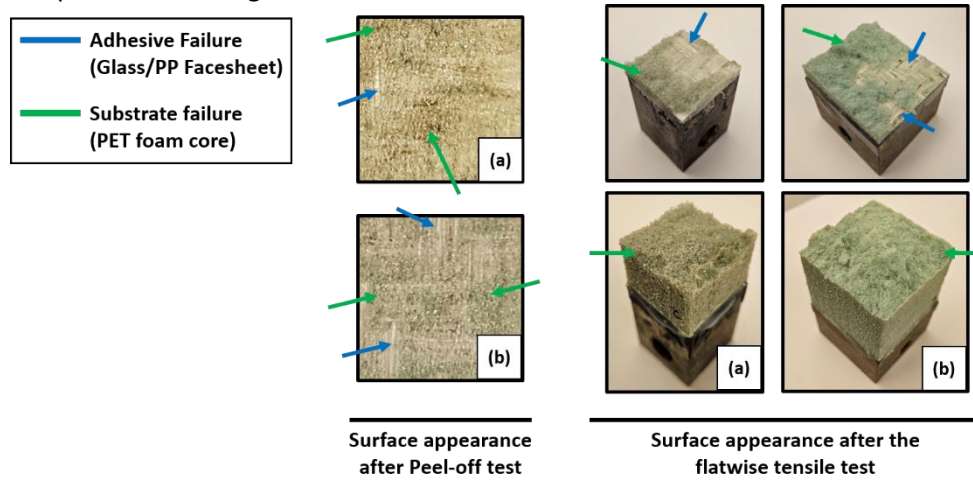 Adhesive Failure
(Glass/PP Facesheet)
Substrate failure
(PET foam core)
(a)
(b)
(a)
(b)
Surface appearance
after Peel-off test
Surface appearance after the
flatwise tensile test